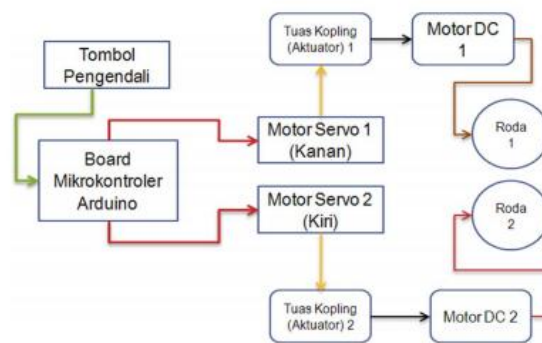 Tombol
Pengendali
Board
Mikrokontroler
Arduino
Tuas Kopling
(Aktuator) 1
Motor DC
1
Motor Servo 1
(Kanan)
Roda
1
Motor Servo 2
(Kiri)
Roda
2
Tuas Kopling
(Aktuator) 2
Motor DC 2